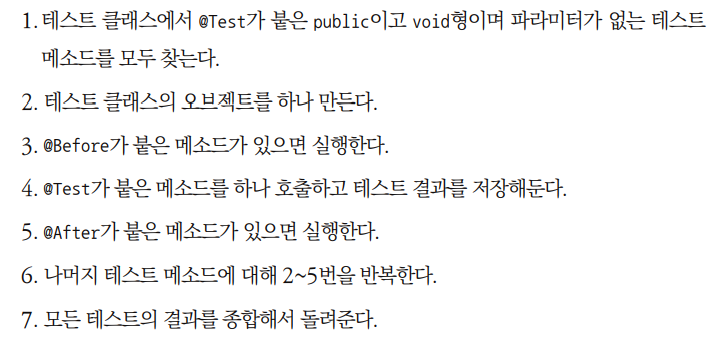 1. 테스트 클래스에서 @Test가 붙은 public이고 void형이며 파라미터가 없는 테스트
메소드를 모두 찾는다.
2. 테스트 클래스의 오브젝트를 하나 만든다.
3. @Before가 붙은 메소드가 있으면 실행한다.
4. @Test가 붙은 메소드를 하나 호출하고 테스트 결과를 저장해둔다.
5. @After가 붙은 메소드가 있으면 실행한다.
6. 나머지 테스트 메소드에 대해 2~5번을 반복한다.
7. 모든 테스트의 결과를 종합해서 돌려준다.